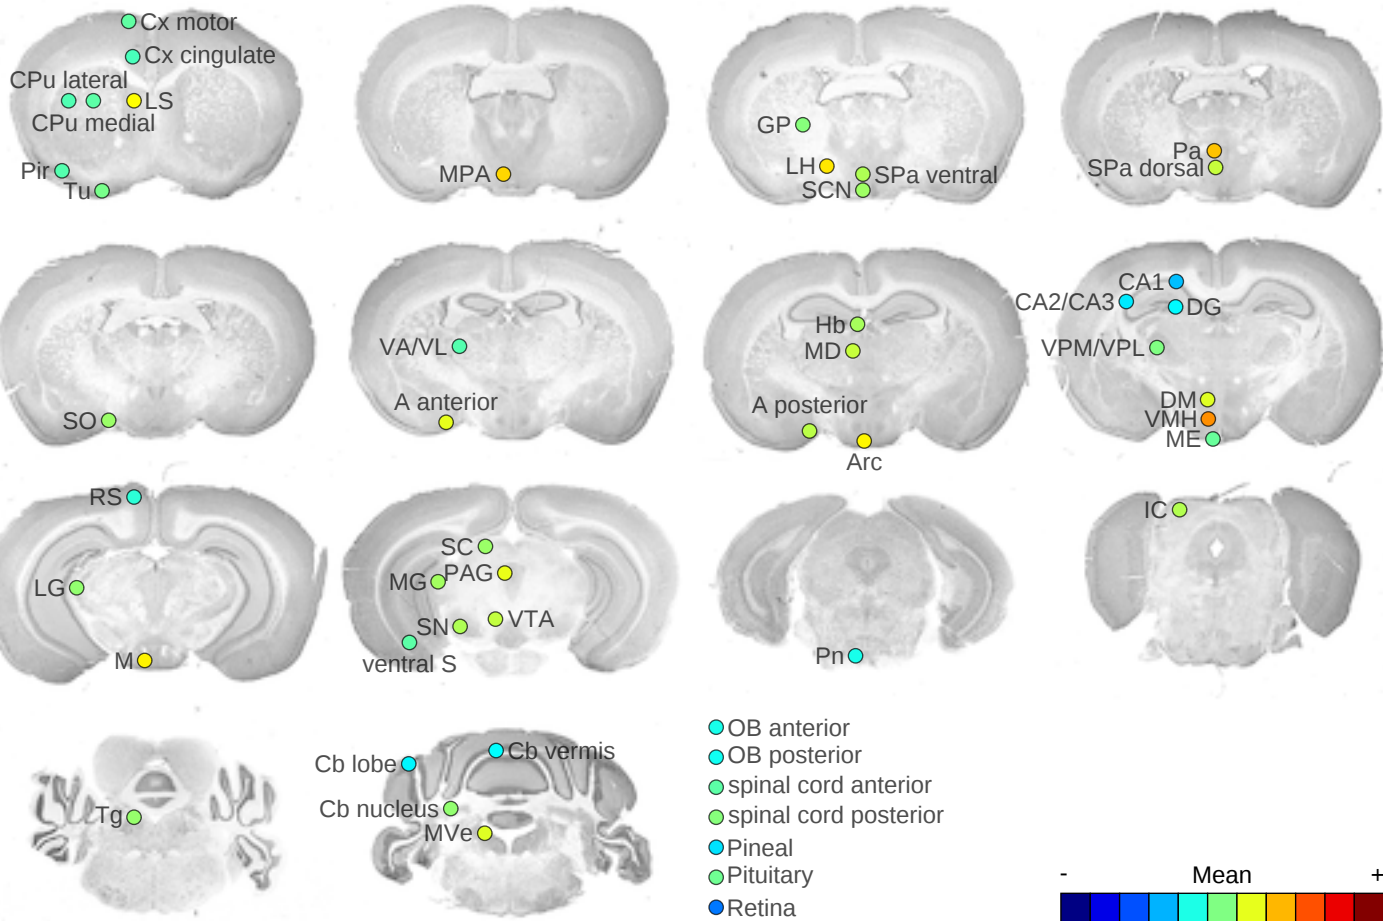 Cx motor
Cx cingulate
CPu lateral
LS
CPu medial
Pir
Tu
MPA
GP
LH
SPa ventral
SCN
Pa
SPa dorsal
SO
VA/VL
A anterior
Hb
MD
A posterior
Arc
CA1
CA2/CA3
DG
VPM/VPL
DM
VMH
ME
RS
LG
M
SC
PAG
MG
VTA
SN
ventral S
Pn
IC
Tg
Cb vermis
Cb lobe
Cb nucleus
MVe
OB anterior
OB posterior
spinal cord anterior
spinal cord posterior
Pineal
Pituitary
Retina
- Mean +